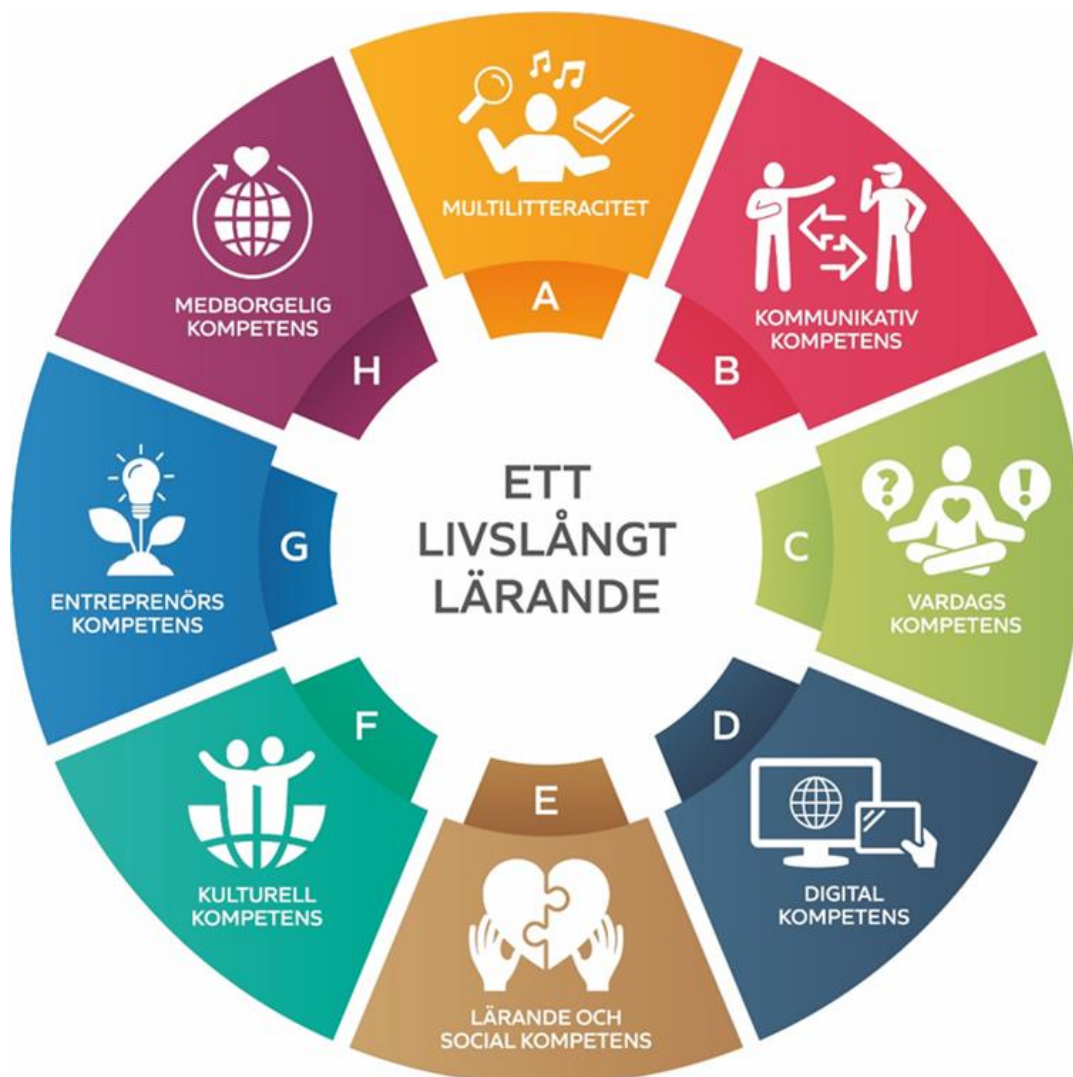 MULTILITTERACITET
A
KOMMUNIKATIV
KOMPETENS
B
VARDAGS
KOMPETENS
C
?
!
DIGITAL
KOMPETENS
D
LÄRANDE OCH
SOCIAL KOMPETENS
E
KULTURELL
KOMPETENS
F
ENTREPRENÖRS
KOMPETENS
G
MEDBORGELIG
KOMPETENS
H
ETT
LIVSLÅNGT
LÄRANDE